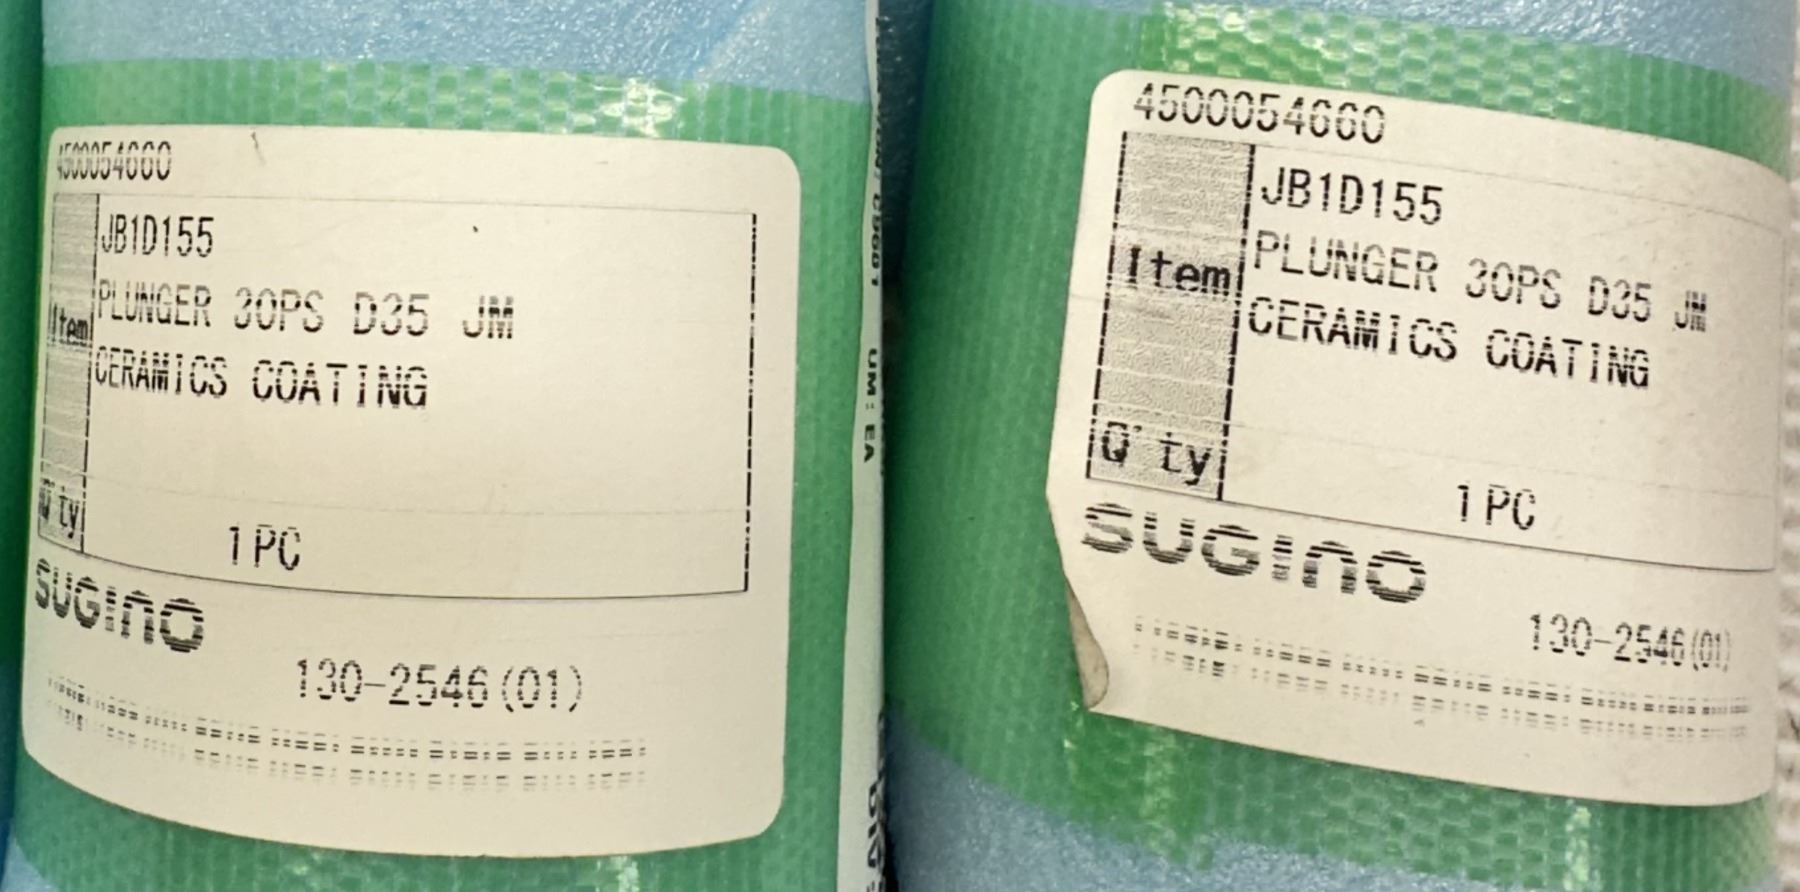 4500054660
JB1D155
PLUNGER 30PS D35 JM
Item
CERAMICS COATING
Q'ty
1PC
SUGINO
130-2546(01)
UM: EA
4500054660
JB1D155
Item
PLUNGER 30PS D35 JM
CERAMICS COATING
Q'ty
1PC
SUGINO
130-2546(01)